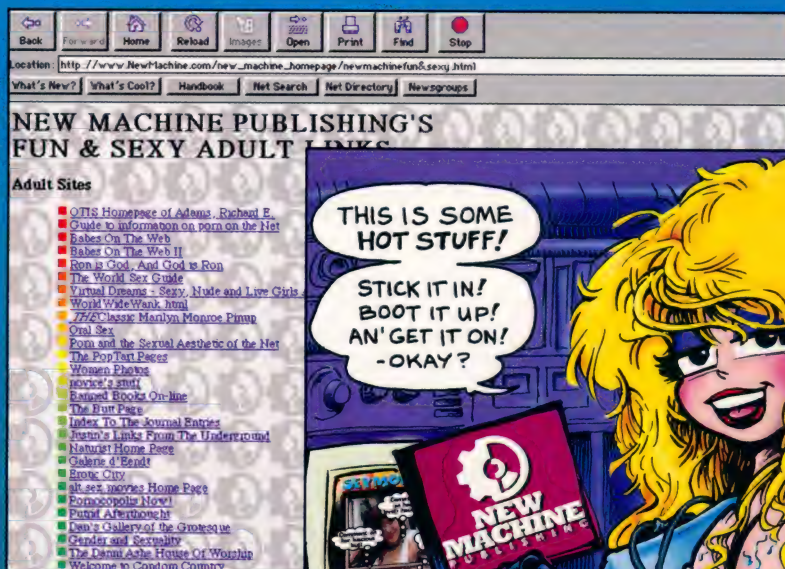 Back
Forward
Home
Reload
Images
Open
Print
Find
Stop
Location: http://www.NewMachine.com/new_machine_homepage/newmachinefun&sexy.html
What's New?
What's Cool?
Handbook
Net Search
Net Directory
Newsgroups
NEW MACHINE PUBLISHING'S
FUN & SEXY ADULT LINKS
Adult Sites
OTIS Homepage of Adams, Richard E.
Guide to information on porn on the Net
Babes On The Web
Babes On The Web II
Ron is God, And God is Ron
The World Sex Guide
Virtual Dreams - Sexy, Nude and Live Girls
WorldWideWank.html
THE Classic Marilyn Monroe Pinup
Oral Sex
Porn and the Sexual Aesthetic of the Net
The PopTart Pages
Women Photos
novice's stuff
Banned Books On-line
The Butt Page
Index To The Journal Entries
Justin's Links From The Underground
Naturist Home Page
Galerie d'Eendt
Erotic City
alt.sex.movies Home Page
Pornocopolis Now!
Putrid Afterthought
Dan's Gallery of the Grotesque
Gender and Sexuality
The Danni Ashe House Of Worship
Welcome to Condom Country
THIS IS SOME
HOT STUFF!
STICK IT IN!
BOOT IT UP!
AN' GET IT ON!
-OKAY?
NEW
MACHINE
PUBLISHING